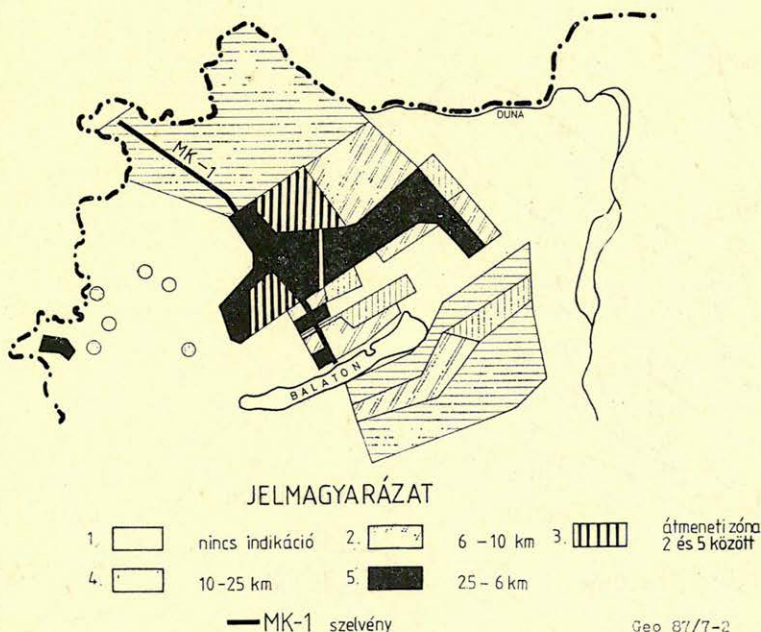 DUNA
MK-1
BALATON
JELMAGYARÁZAT
1. nincs indikáció 2. 6 - 10 km 3. átmeneti zóna
2 és 5 között
4. 10-25 km 5. 25 - 6 km
MK-1 szelvény
Geo 87/7-2